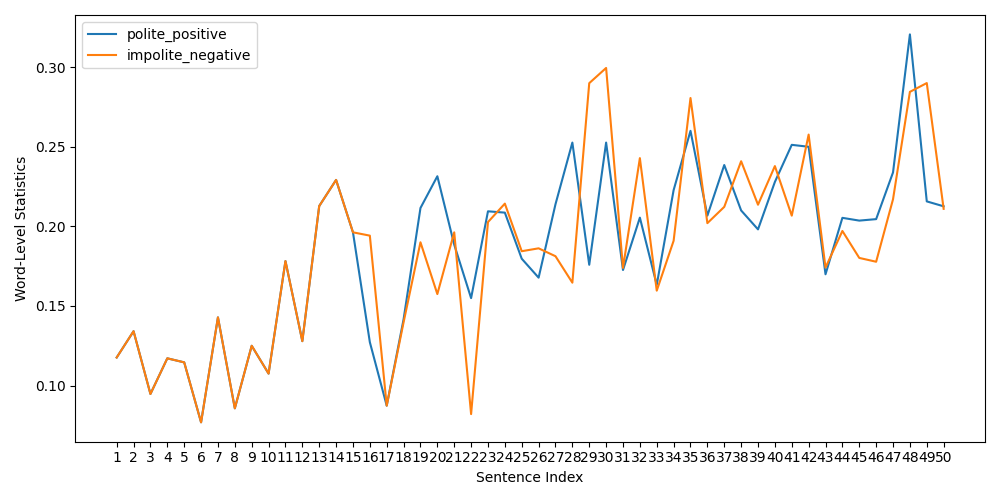 polite_positive
impolite_negative
0.30
0.25
0.20
0.15
0.10
Word-Level Statistics
1 2 3 4 5 6 7 8 9 10 11 12 13 14 15 16 17 18 19 20 21 22 23 24 25 26 27 28 29 30 31 32 33 34 35 36 37 38 39 40 41 42 43 44 45 46 47 48 49 50
Sentence Index